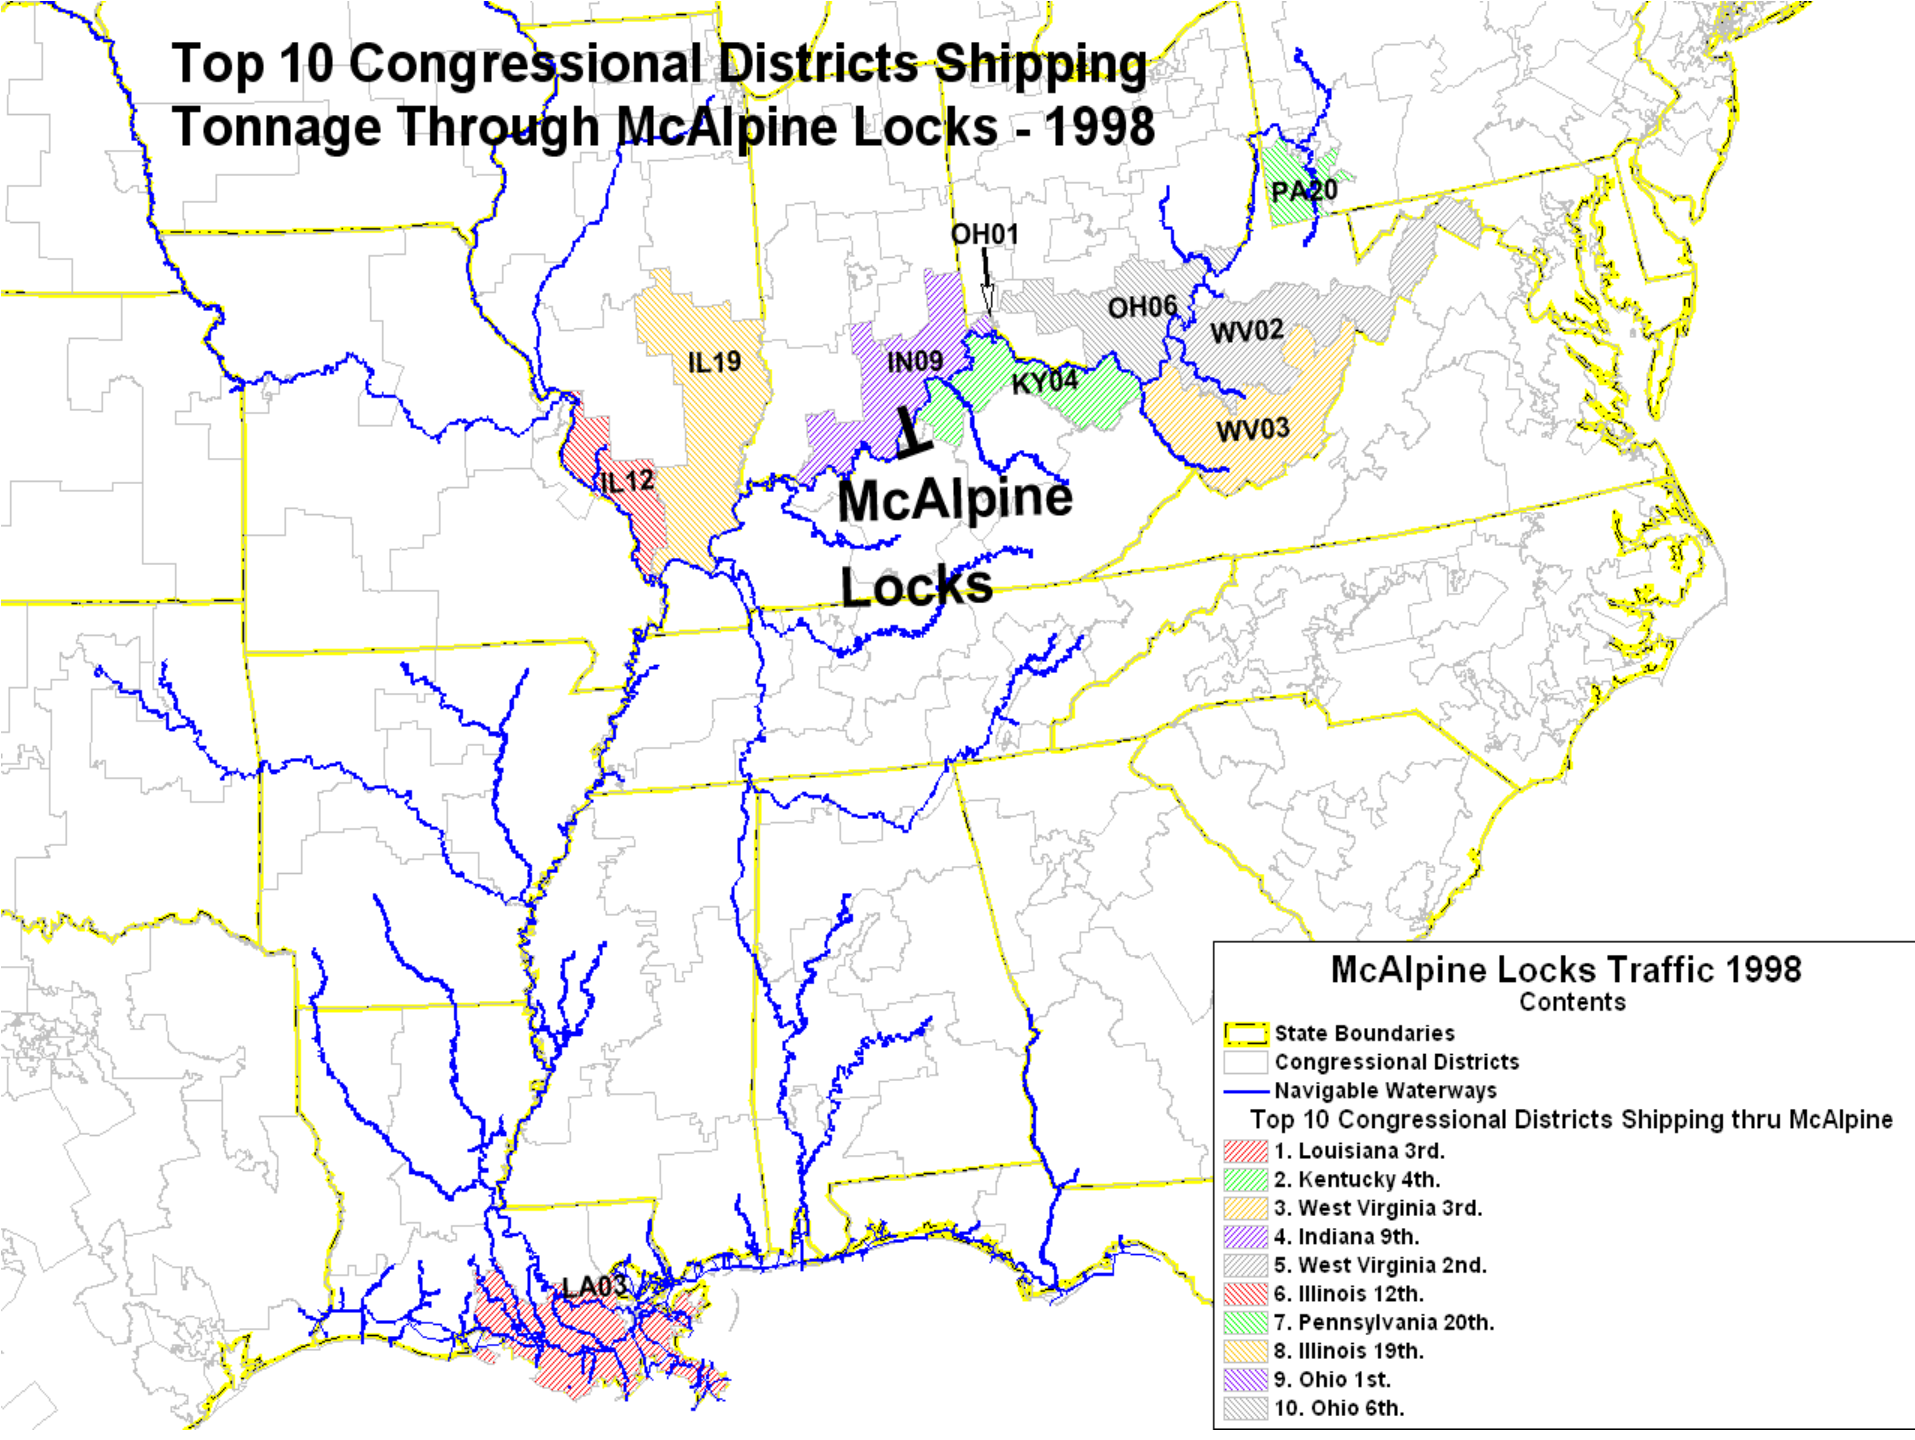 Top 10 Congressional Districts Shipping
Tonnage Through McAlpine Locks - 1998
PA20
OH01
OH06
WV02
IL19
IN09
KY04
WV03
IL12
McAlpine
Locks
LA03
McAlpine Locks Traffic 1998
Contents
State Boundaries
Congressional Districts
Navigable Waterways
Top 10 Congressional Districts Shipping thru McAlpine
1. Louisiana 3rd.
2. Kentucky 4th.
3. West Virginia 3rd.
4. Indiana 9th.
5. West Virginia 2nd.
6. Illinois 12th.
7. Pennsylvania 20th.
8. Illinois 19th.
9. Ohio 1st.
10. Ohio 6th.